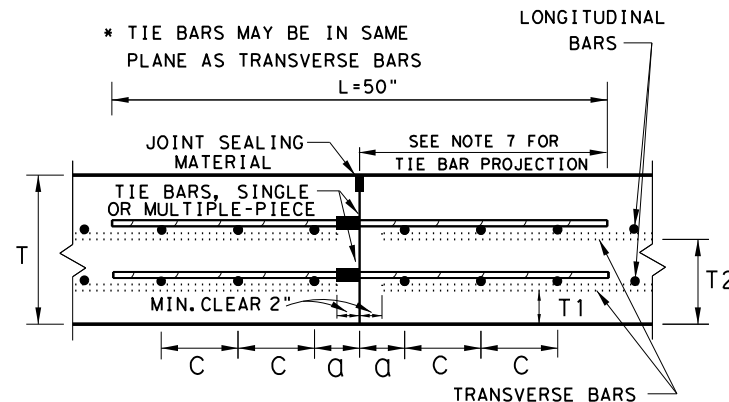 * TIE BARS MAY BE IN SAME
PLANE AS TRANSVERSE BARS
LONGITUDINAL
BARS
L=50"
JOINT SEALING
MATERIAL
SEE NOTE 7 FOR
TIE BAR PROJECTION
TIE BARS, SINGLE
OR MULTIPLE-PIECE
T
T2
MIN. CLEAR 2"
T1
C C a a C C
TRANSVERSE BARS